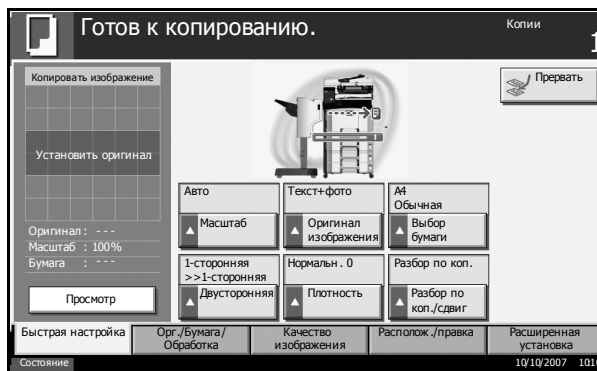 Готов к копированию.
Копии
1
Копировать изображение
Прервать
Установить оригинал
Оригинал : - - -
Масштаб : 100%
Бумага : - - -
Просмотр
Авто
Масштаб
Текст+фото
Оригинал
изображения
A4
Обычная
Выбор
бумаги
1-сторонняя
>>1-сторонняя
Двусторонняя
Нормальн. 0
Плотность
Разбор по коп.
Разбор по
коп./сдвиг
Быстрая настройка
Орг./Бумага/
Обработка
Качество
изображения
Располож./правка
Расширенная
установка
Состояние
10/10/2007